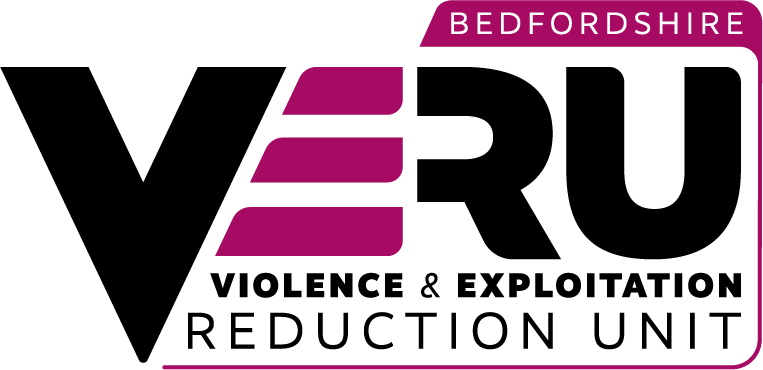 BEDFORDSHIRE
VERU
VIOLENCE & EXPLOITATION
REDUCTION UNIT